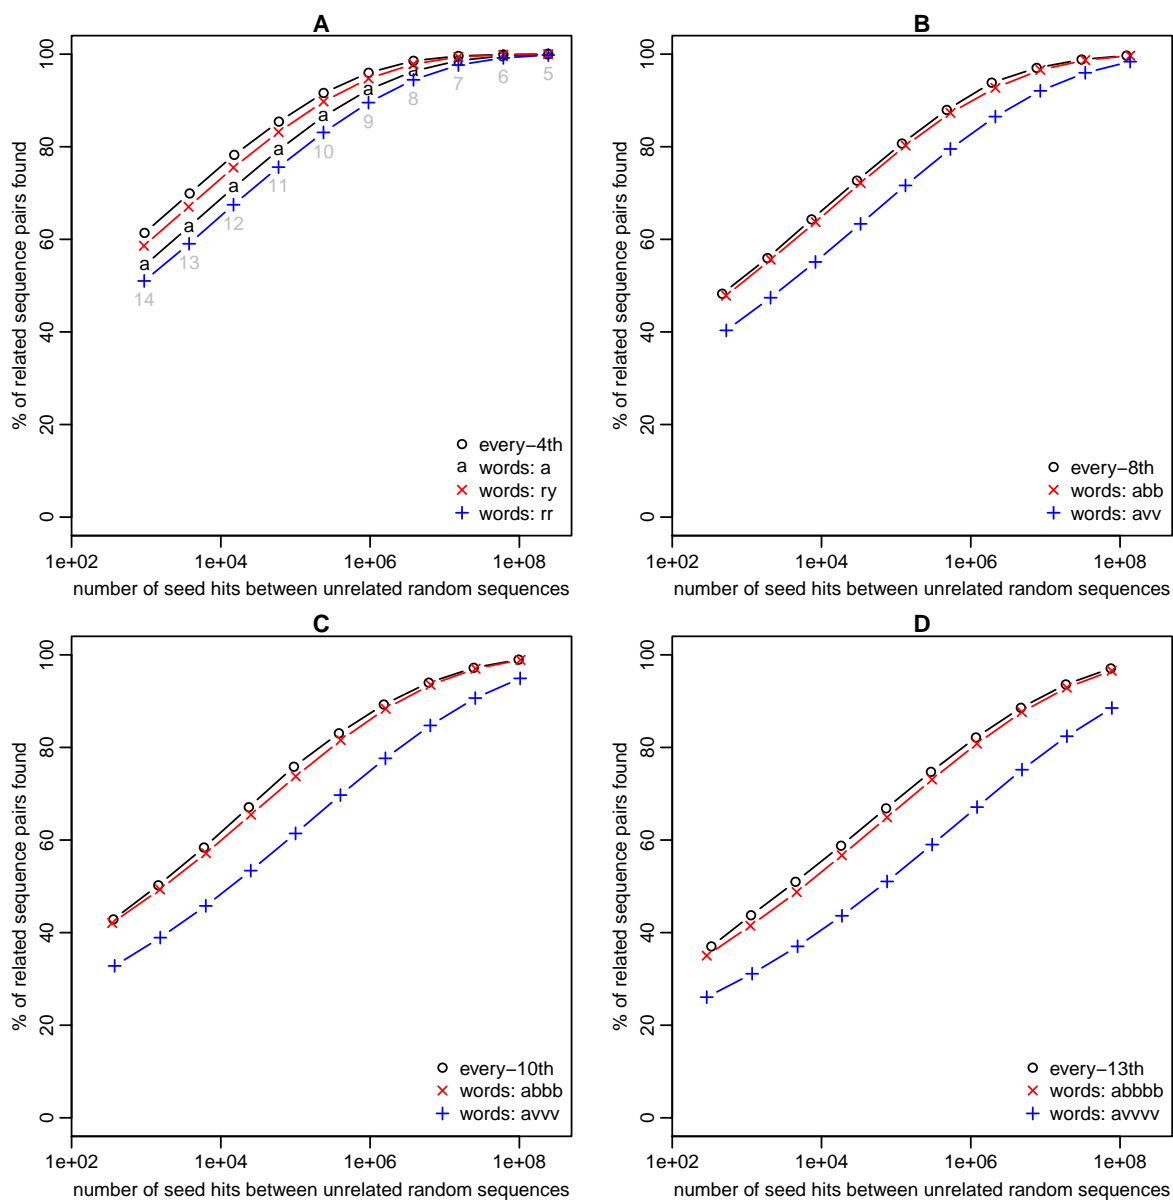 A
% of related sequence pairs found
100
80
60
40
20
0
14
13
12
11
10
9
8
7
6
5
a
a
a
a
a
a
a
every−4th
a words: a
words: ry
words: rr
1e+02 1e+04 1e+06 1e+08
number of seed hits between unrelated random sequences
B
% of related sequence pairs found
100
80
60
40
20
0
every−8th
words: abb
words: avv
1e+02 1e+04 1e+06 1e+08
number of seed hits between unrelated random sequences
C
% of related sequence pairs found
100
80
60
40
20
0
every−10th
words: abbb
words: avvv
1e+02 1e+04 1e+06 1e+08
number of seed hits between unrelated random sequences
D
% of related sequence pairs found
100
80
60
40
20
0
every−13th
words: abbbb
words: avvvv
1e+02 1e+04 1e+06 1e+08
number of seed hits between unrelated random sequences